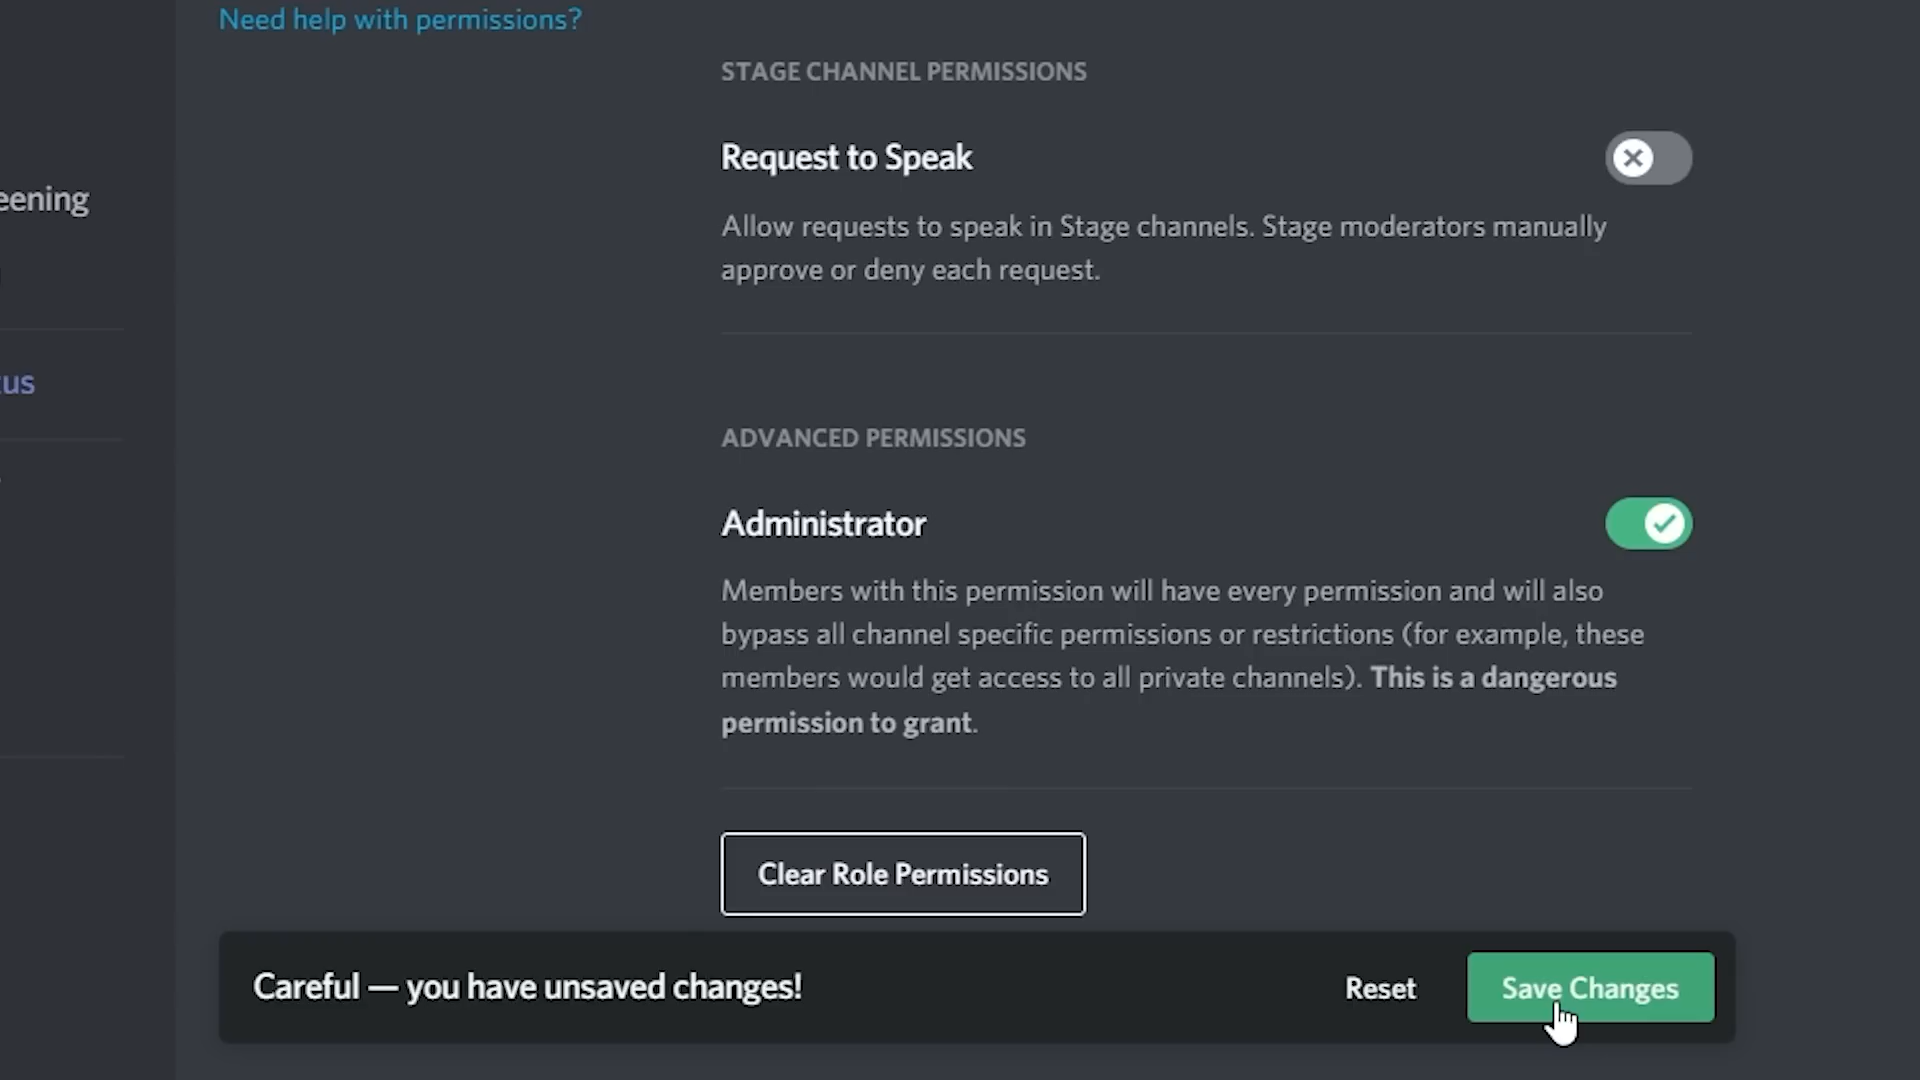 Need help with permissions?
STAGE CHANNEL PERMISSIONS
Request to Speak
eening
Allow requests to speak in Stage channels. Stage moderators manually
approve or deny each request.
tus
ADVANCED PERMISSIONS
Administrator
Members with this permission will have every permission and will also
bypass all channel specific permissions or restrictions (for example, these
members would get access to all private channels). This is a dangerous
permission to grant.
Clear Role Permissions
Careful — you have unsaved changes!
Reset
Save Changes